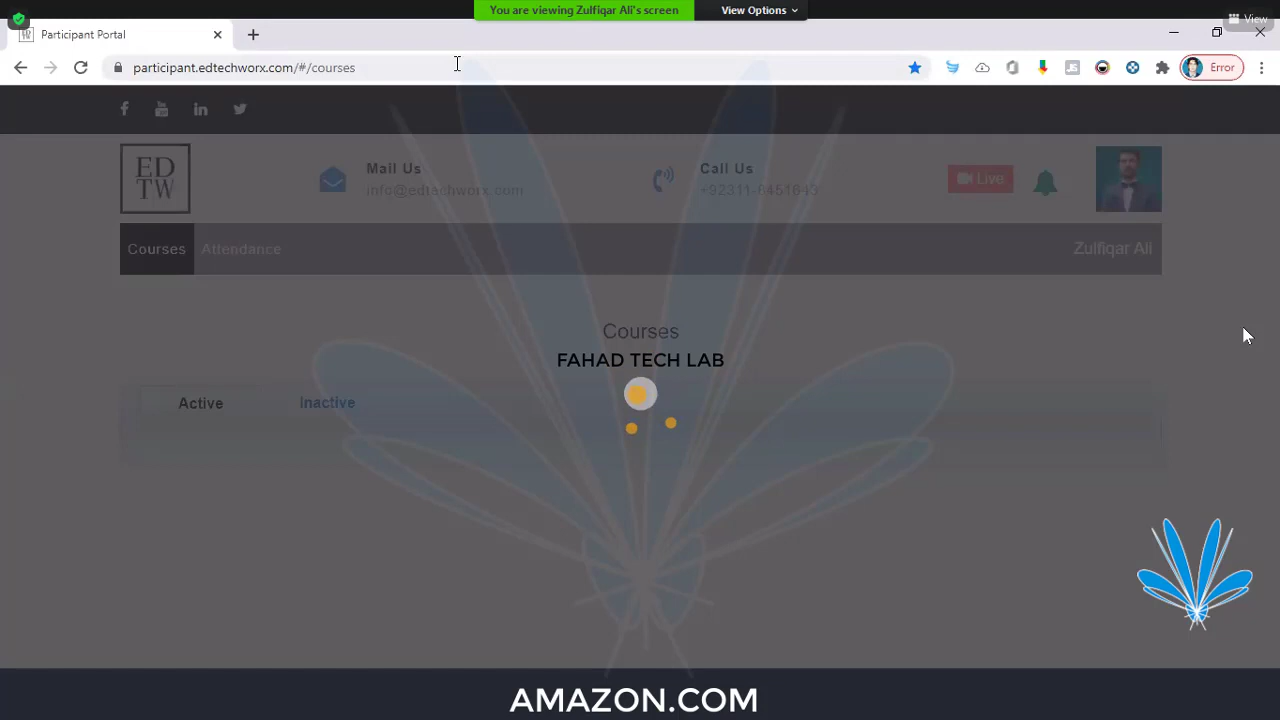 You are viewing Zulfiqar Ali's screen
View Options
View
Participant Portal
participant.edtechworx.com/#/courses
Error
ED
TW
Mail Us
info@edtechworx.com
Call Us
+92311-6451643
Live
Courses
Attendance
Zulfiqar Ali
Courses
FAHAD TECH LAB
Active
Inactive
AMAZON.COM